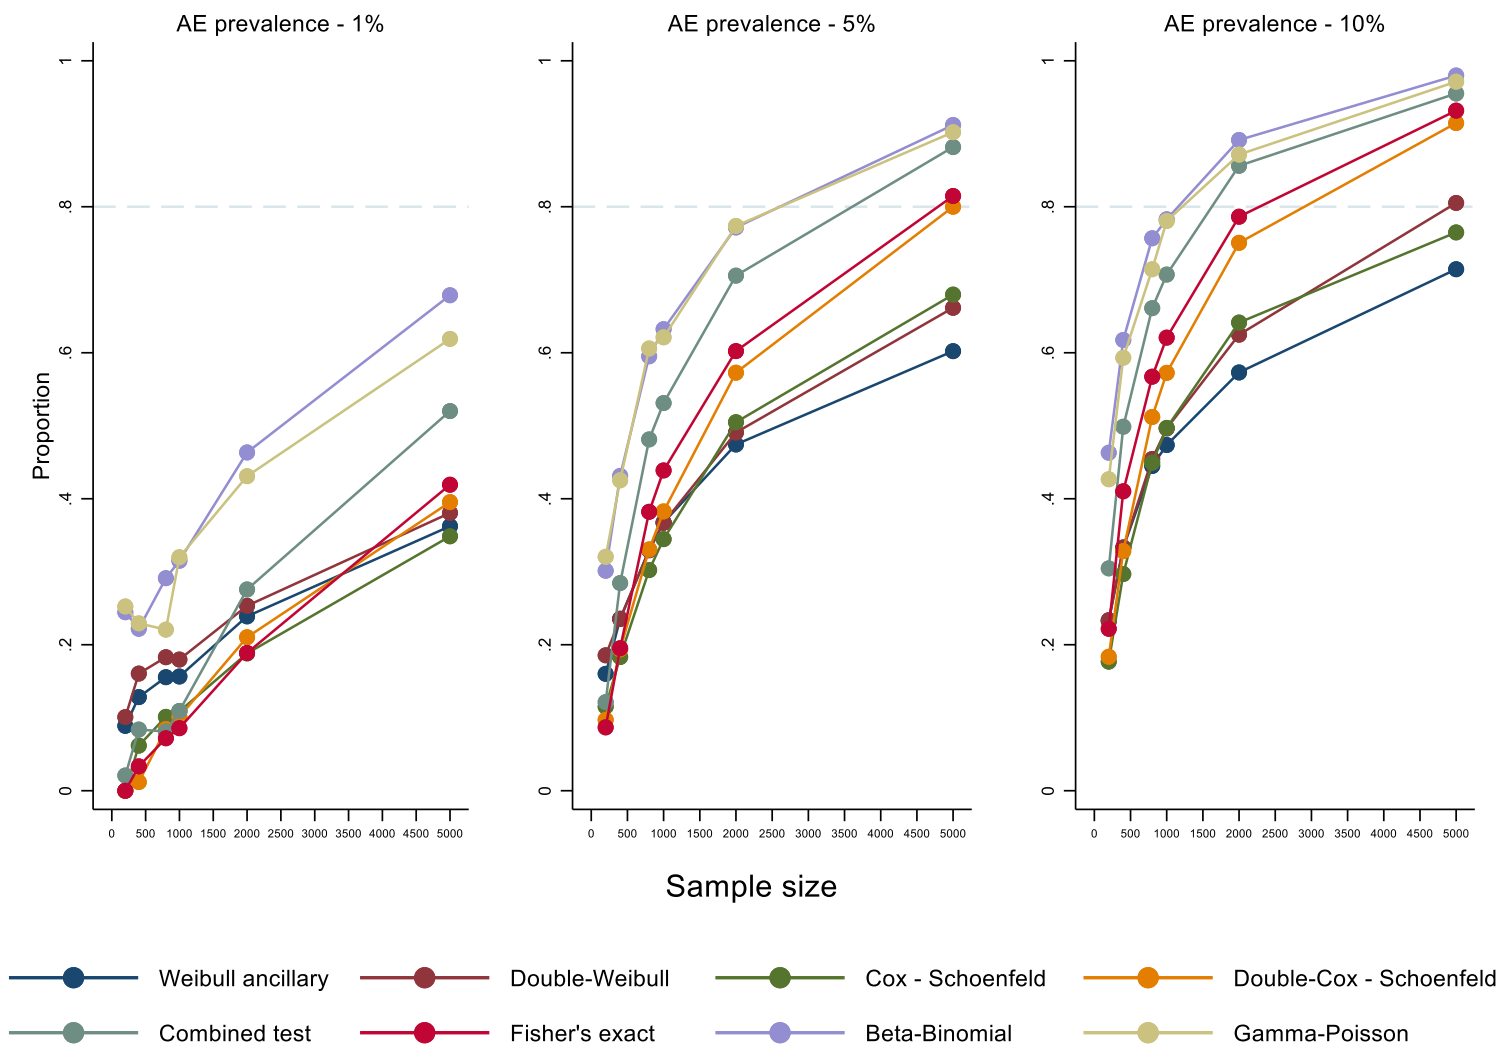 AE prevalence - 1%
AE prevalence - 5%
AE prevalence - 10%
Proportion
0 .2 .4 .6 .8 1
0 500 1000 1500 2000 2500 3000 3500 4000 4500 5000
0 .2 .4 .6 .8 1
0 500 1000 1500 2000 2500 3000 3500 4000 4500 5000
0 .2 .4 .6 .8 1
0 500 1000 1500 2000 2500 3000 3500 4000 4500 5000
Sample size
Weibull ancillary
Double-Weibull
Cox - Schoenfeld
Double-Cox - Schoenfeld
Combined test
Fisher's exact
Beta-Binomial
Gamma-Poisson